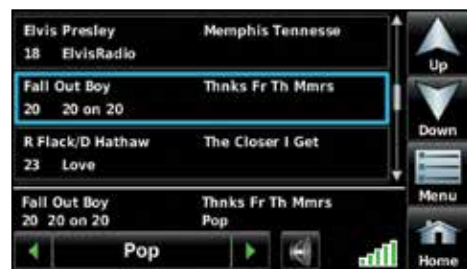 Elvis Presley Memphis Tennesse
18 ElvisRadio
Up
Fall Out Boy Thnks Fr Th Mmrs
20 20 on 20
Down
R Flack/D Hathaw The Closer I Get
23 Love
Menu
Fall Out Boy Thnks Fr Th Mmrs
20 20 on 20 Pop
Pop
Home